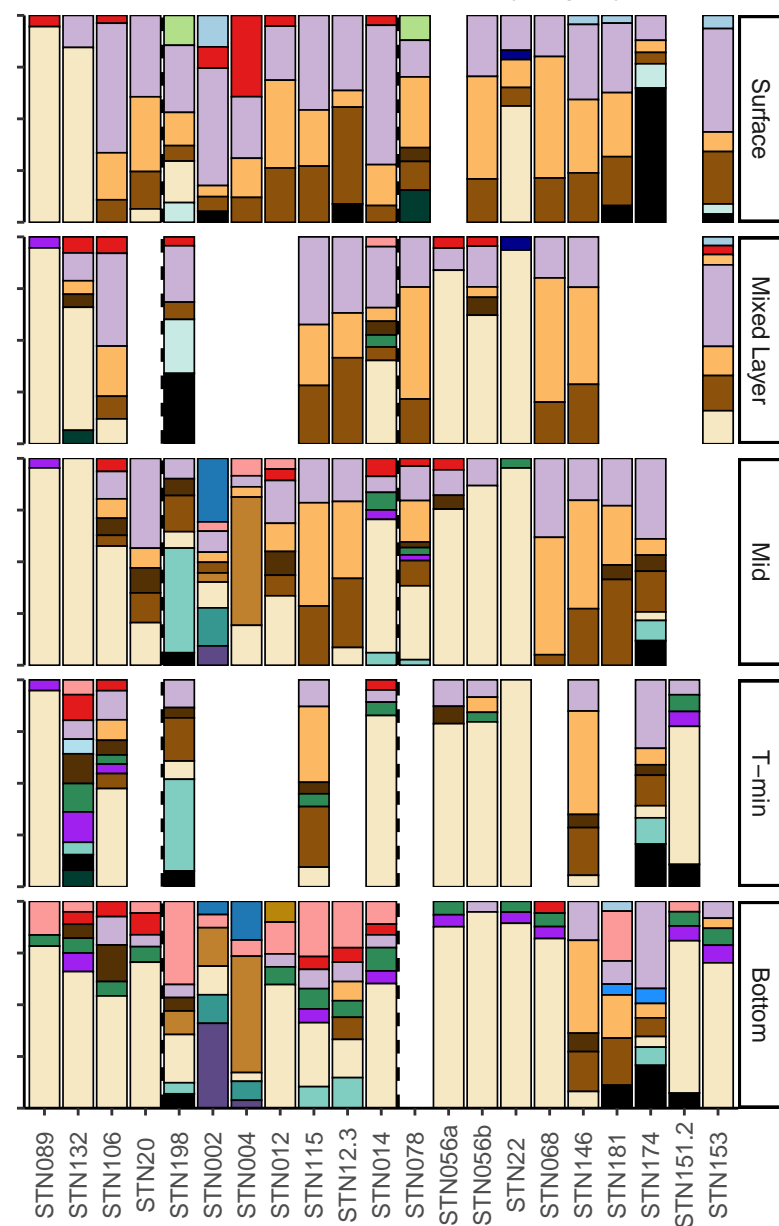 Surface
Mixed Layer
Mid
T−min
Bottom
STN089
STN132
STN106
STN20
STN198
STN002
STN004
STN012
STN115
STN12.3
STN014
STN078
STN056a
STN056b
STN22
STN068
STN146
STN181
STN174
STN151.2
STN153